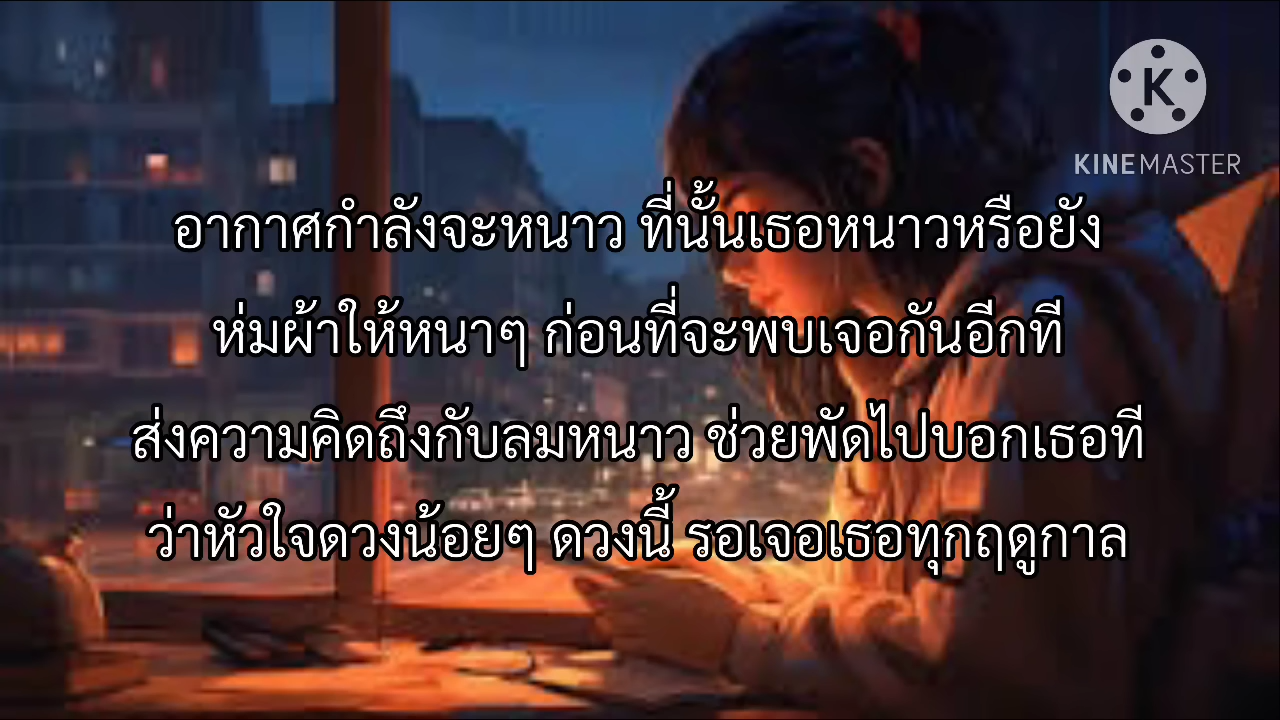 K
KINEMASTER
อากาศกำลังจะหนาว ที่นั้นเธอหนาวหรือยัง
ห่มผ้าให้หนาๆ ก่อนที่จะพบเจอกันอีกที
ส่งความคิดถึงกับลมหนาว ช่วยพัดไปบอกเธอที
ว่าหัวใจดวงน้อยๆ ดวงนี้ รอเจอเธอทุกฤดูกาล